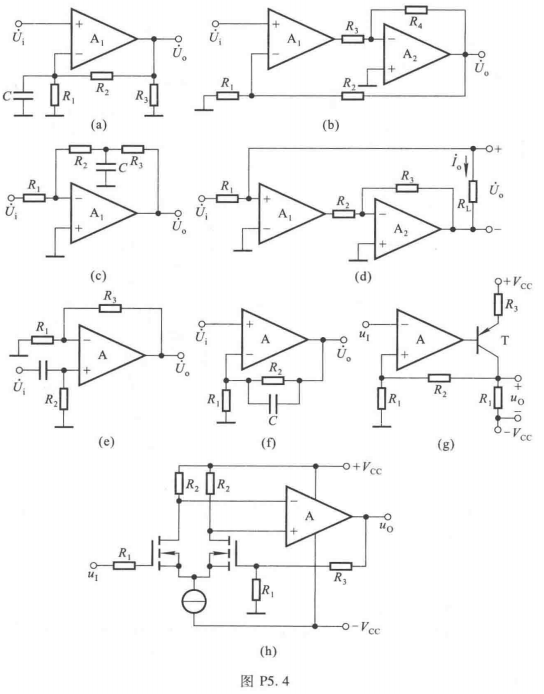 U̇i + A1 − U̇o
C R1 R2 R3
(a)
U̇i + A1 − R3 R4 − A2 + U̇o
R1 R2
(b)
R2 C R3
U̇i R1 − A1 + U̇o
(c)
U̇i R1 − A1 + R2 R3 − A2 + İo RL + U̇o −
(d)
R1 R3
U̇i − A + U̇o
R2
(e)
U̇i + A − U̇o
R1 R2 C
(f)
+VCC
R3
uI − A + T
R1 R2 R1 + uO −
−VCC
(g)
+VCC
R2 R2 − A + uO
uI R1 R1 R3
−VCC
(h)
图 P5. 4